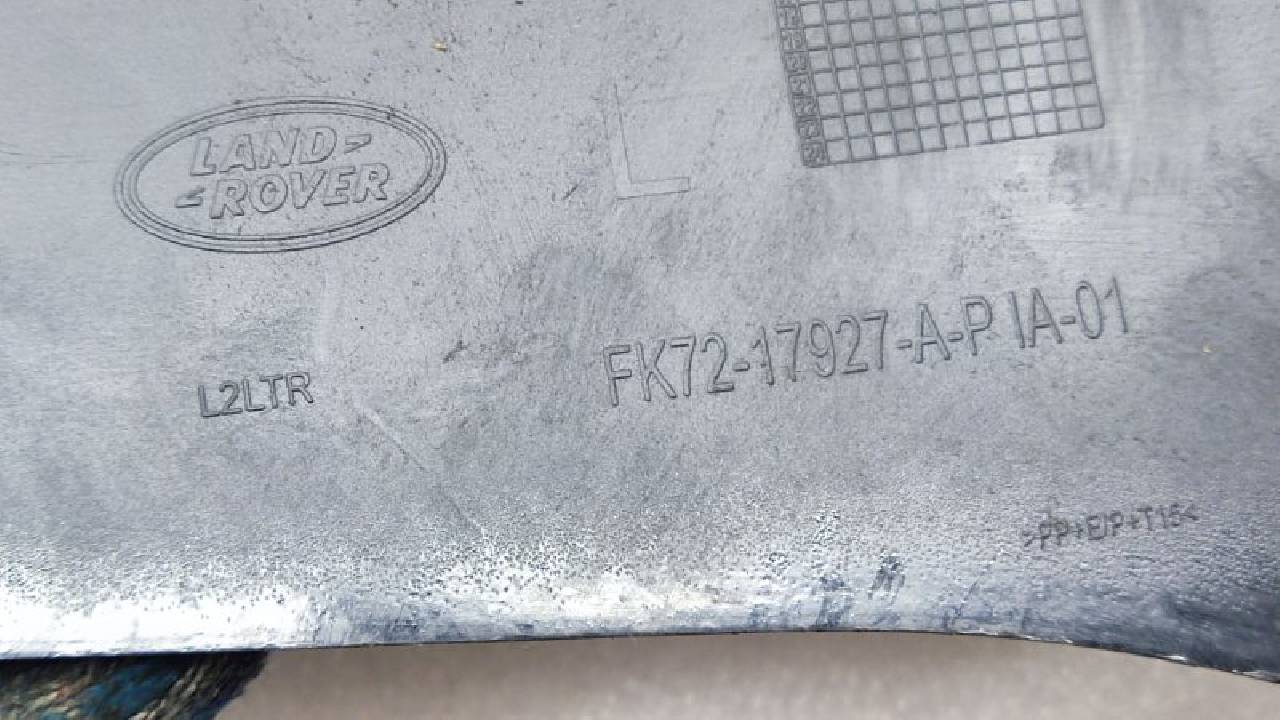 LAND-
-ROVER
L
L2LTR
FK72-17927-A-P IA-01
>PP+E/P+T15<